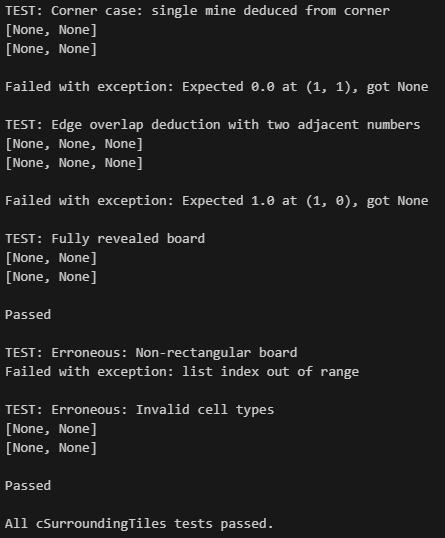 TEST: Corner case: single mine deduced from corner
[None, None]
[None, None]
Failed with exception: Expected 0.0 at (1, 1), got None
TEST: Edge overlap deduction with two adjacent numbers
[None, None, None]
[None, None, None]
Failed with exception: Expected 1.0 at (1, 0), got None
TEST: Fully revealed board
[None, None]
[None, None]
Passed
TEST: Erroneous: Non-rectangular board
Failed with exception: list index out of range
TEST: Erroneous: Invalid cell types
[None, None]
[None, None]
Passed
All cSurroundingTiles tests passed.